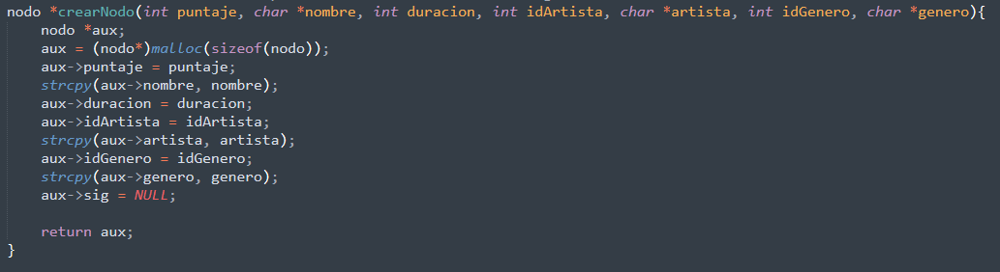 nodo *crearNodo(int puntaje, char *nombre, int duracion, int idArtista, char *artista, int idGenero, char *genero){
    nodo *aux;
    aux = (nodo*)malloc(sizeof(nodo));
    aux->puntaje = puntaje;
    strcpy(aux->nombre, nombre);
    aux->duracion = duracion;
    aux->idArtista = idArtista;
    strcpy(aux->artista, artista);
    aux->idGenero = idGenero;
    strcpy(aux->genero, genero);
    aux->sig = NULL;

    return aux;
}